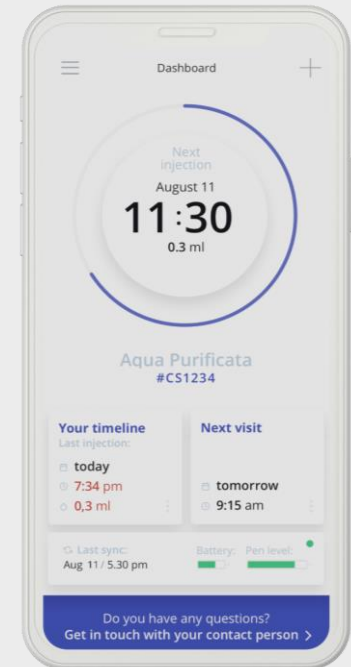 Dashboard
Next
injection
August 11
11:30
0.3 ml
Aqua Purificata
#CS1234
Your timeline
Last injection:
today
7:34 pm
0,3 ml
Next visit
tomorrow
9:15 am
Last sync:
Aug 11/ 5.30 pm
Battery:
Pen level:
Do you have any questions?
Get in touch with your contact person >